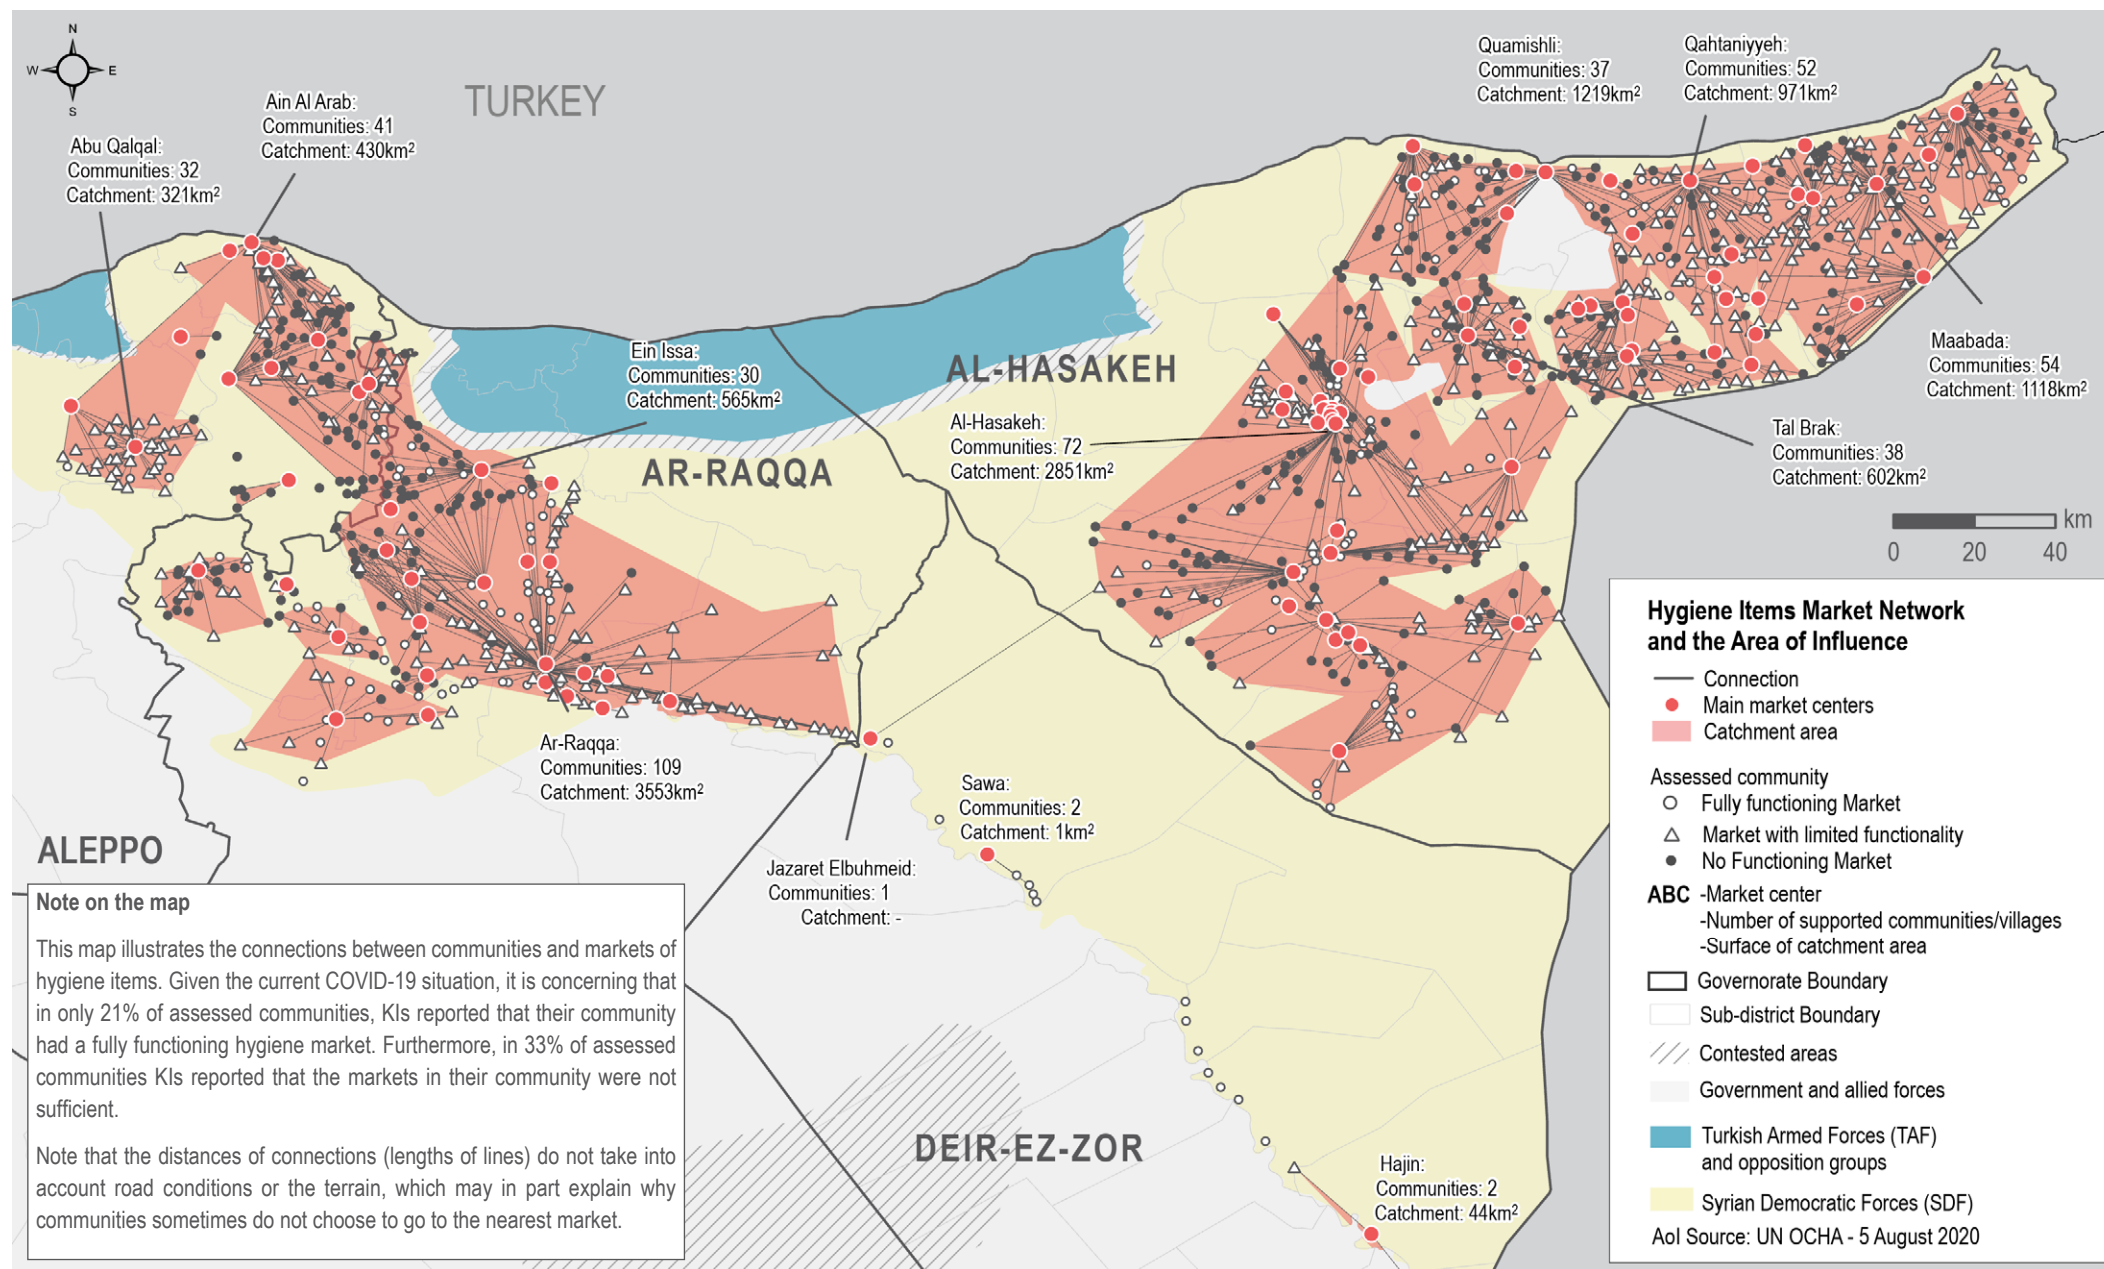 N
W
E
S
TURKEY
Ain Al Arab:
Communities: 41
Catchment: 430km²
Abu Qalqal:
Communities: 32
Catchment: 321km²
Quamishli:
Communities: 37
Catchment: 1219km²
Qahtaniyyeh:
Communities: 52
Catchment: 971km²
Ein Issa:
Communities: 30
Catchment: 565km²
AL-HASAKEH
AR-RAQQA
Al-Hasakeh:
Communities: 72
Catchment: 2851km²
Maabada:
Communities: 54
Catchment: 1118km²
Tal Brak:
Communities: 38
Catchment: 602km²
km
0 20 40
Ar-Raqqa:
Communities: 109
Catchment: 3553km²
Sawa:
Communities: 2
Catchment: 1km²
Jazaret Elbuhmeid:
Communities: 1
Catchment: -
ALEPPO
DEIR-EZ-ZOR
Hajin:
Communities: 2
Catchment: 44km²
Note on the map
This map illustrates the connections between communities and markets of
hygiene items. Given the current COVID-19 situation, it is concerning that
in only 21% of assessed communities, KIs reported that their community
had a fully functioning hygiene market. Furthermore, in 33% of assessed
communities KIs reported that the markets in their community were not
sufficient.
Note that the distances of connections (lengths of lines) do not take into
account road conditions or the terrain, which may in part explain why
communities sometimes do not choose to go to the nearest market.
Hygiene Items Market Network
and the Area of Influence
Connection
Main market centers
Catchment area
Assessed community
Fully functioning Market
Market with limited functionality
No Functioning Market
ABC -Market center
-Number of supported communities/villages
-Surface of catchment area
Governorate Boundary
Sub-district Boundary
Contested areas
Government and allied forces
Turkish Armed Forces (TAF)
and opposition groups
Syrian Democratic Forces (SDF)
AoI Source: UN OCHA - 5 August 2020